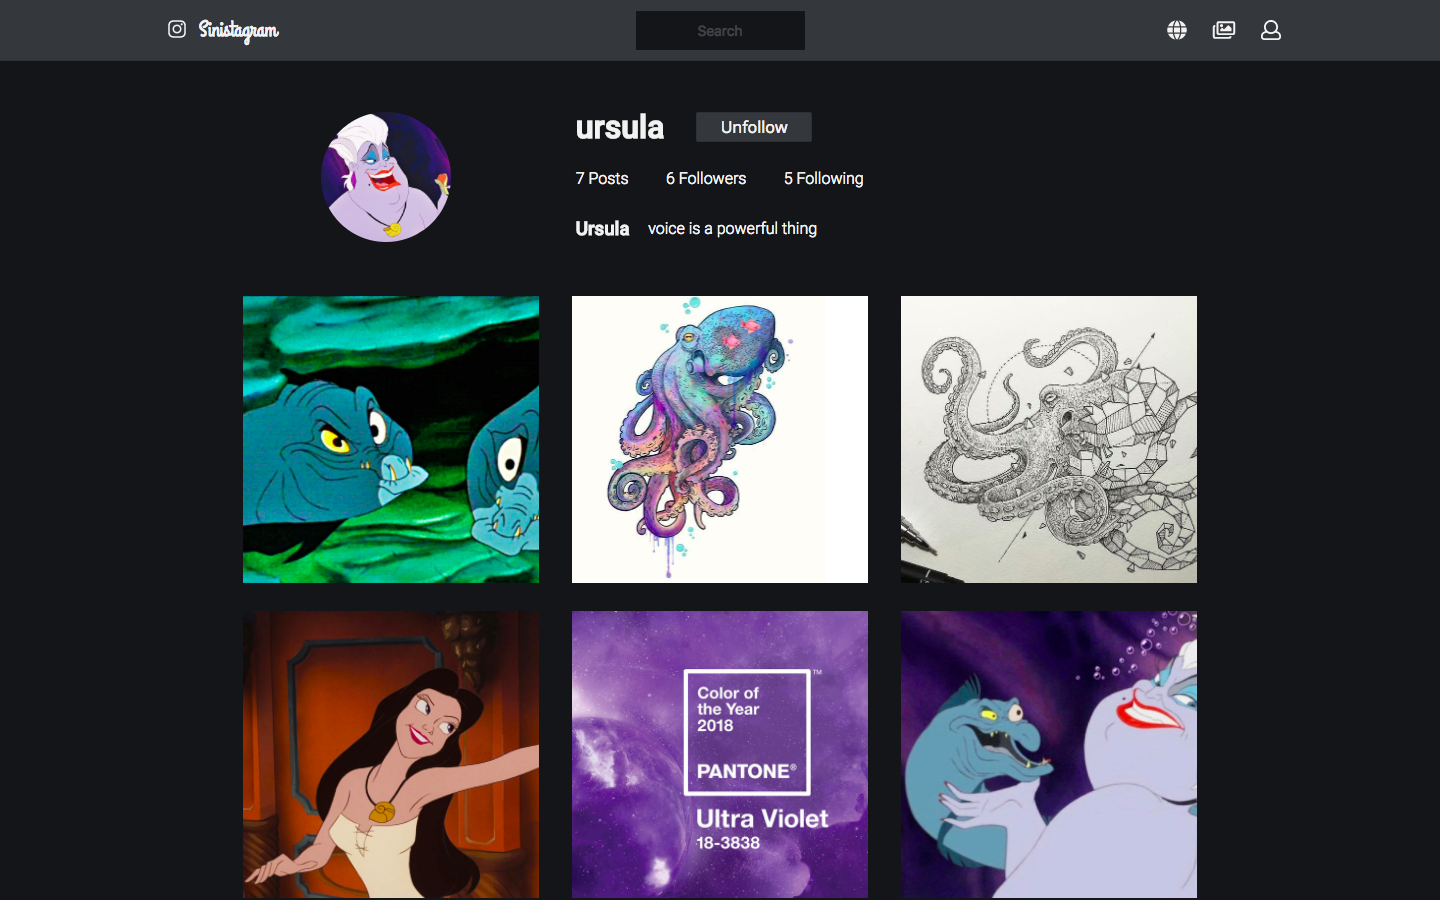 Sinistagram
Search
ursula
Unfollow
7 Posts
6 Followers
5 Following
Ursula voice is a powerful thing
Color of
the Year
2018
™
PANTONE®
Ultra Violet
18-3838